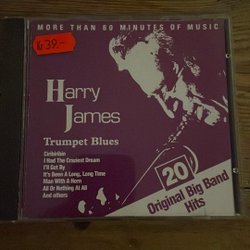 MORE THAN 60 MINUTES OF MUSIC
Kr 39.-
Harry
James
Trumpet Blues
Ciribiribin
I Had The Craziest Dream
I'll Get By
It's Been A Long, Long Time
Man With A Horn
All Or Nothing At All
And others
20
Original Big Band
Hits